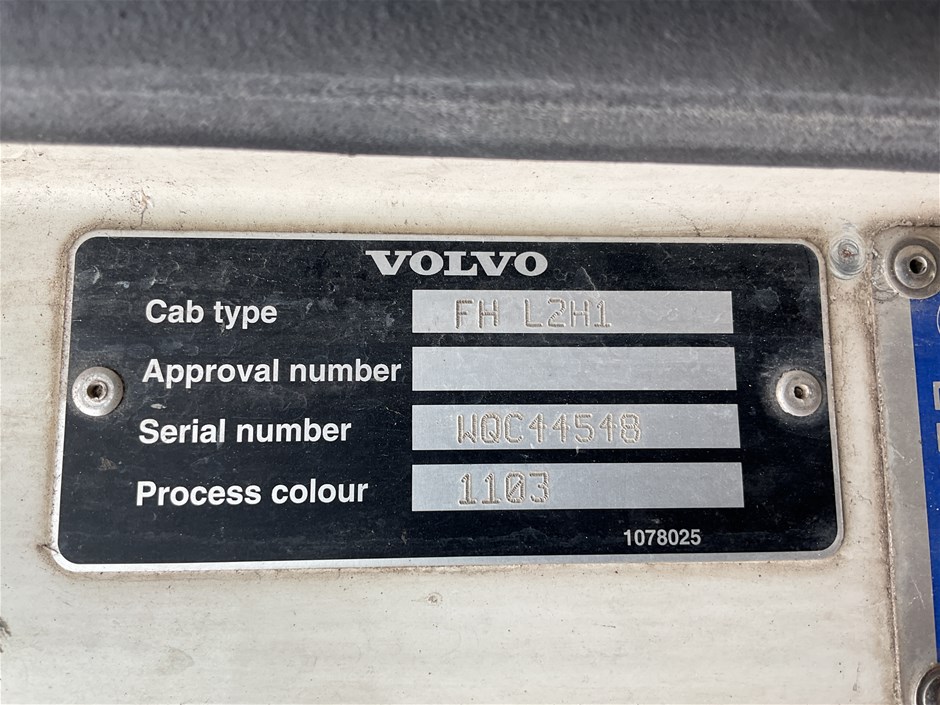 VOLVO
Cab type FH L2H1
Approval number
Serial number WQC44548
Process colour 1103
1078025